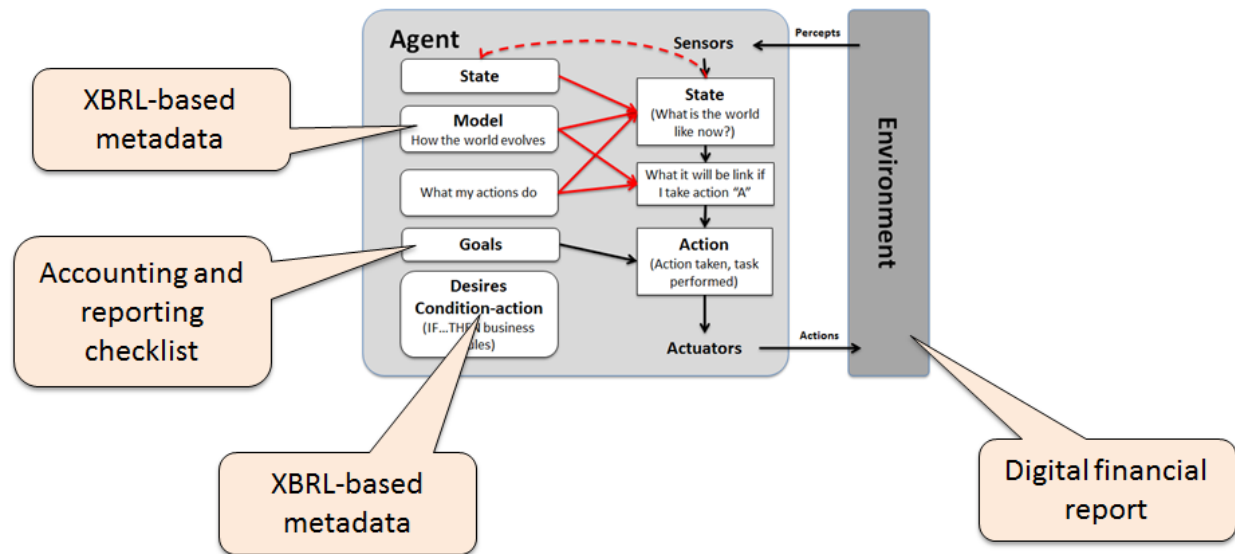 Agent
Sensors
Percepts
State
State
(What is the world
like now?)
Model
How the world evolves
What my actions do
What it will be link if
I take action "A"
Goals
Action
(Action taken, task
performed)
Desires
Condition-action
(IF...THEN business
Actuators
Actions
Environment
XBRL-based
metadata
Accounting and
reporting
checklist
XBRL-based
metadata
Digital financial
report